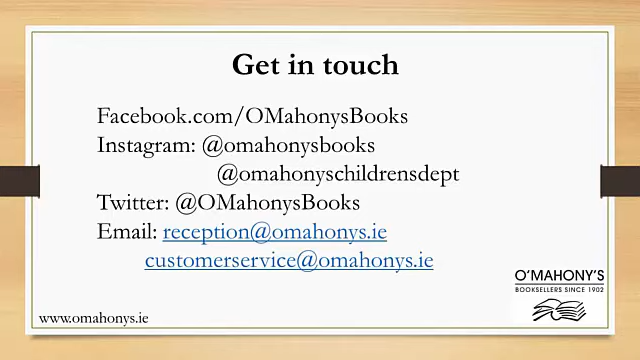 Get in touch
Facebook.com/OMahonysBooks
Instagram: @omahonysbooks
@omahonyschildrensdept
Twitter: @OMahonysBooks
Email: reception@omahonys.ie
customerservice@omahonys.ie
O'MAHONY'S
BOOKSELLERS SINCE 1902
www.omahonys.ie